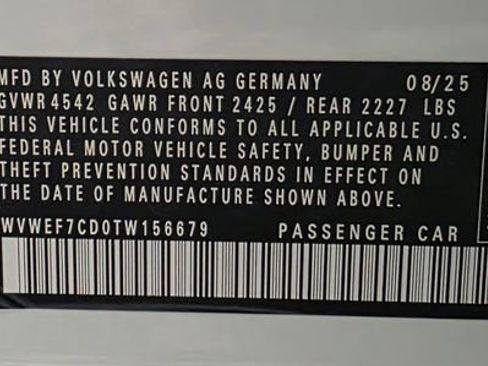 MFD BY VOLKSWAGEN AG GERMANY 08/25
GVWR 4542 GAWR FRONT 2425 / REAR 2227 LBS
THIS VEHICLE CONFORMS TO ALL APPLICABLE U.S.
FEDERAL MOTOR VEHICLE SAFETY, BUMPER AND
THEFT PREVENTION STANDARDS IN EFFECT ON
THE DATE OF MANUFACTURE SHOWN ABOVE.
WVWEF7CD0TW156679 PASSENGER CAR